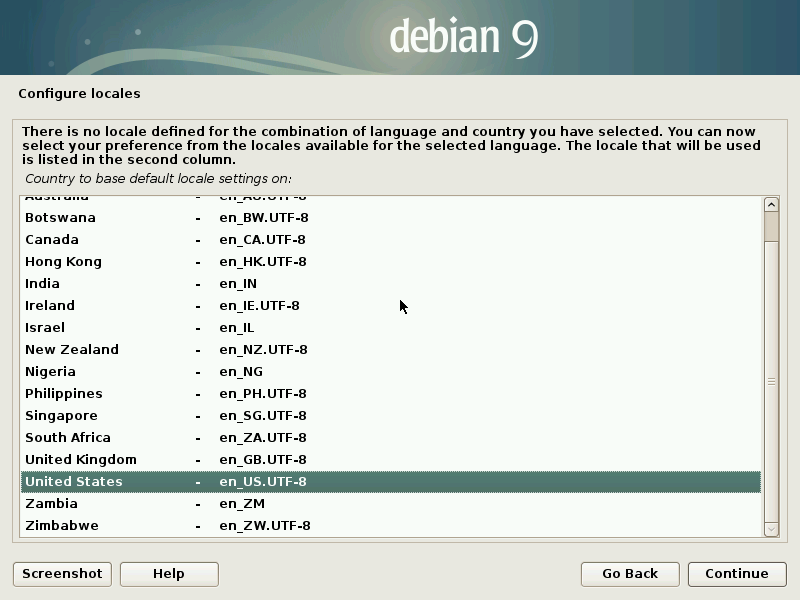 debian 9
Configure locales
There is no locale defined for the combination of language and country you have selected. You can now
select your preference from the locales available for the selected language. The locale that will be used
is listed in the second column.
Country to base default locale settings on:
Australia - en_AU.UTF-8
Botswana - en_BW.UTF-8
Canada - en_CA.UTF-8
Hong Kong - en_HK.UTF-8
India - en_IN
Ireland - en_IE.UTF-8
Israel - en_IL
New Zealand - en_NZ.UTF-8
Nigeria - en_NG
Philippines - en_PH.UTF-8
Singapore - en_SG.UTF-8
South Africa - en_ZA.UTF-8
United Kingdom - en_GB.UTF-8
United States - en_US.UTF-8
Zambia - en_ZM
Zimbabwe - en_ZW.UTF-8
Screenshot Help Go Back Continue